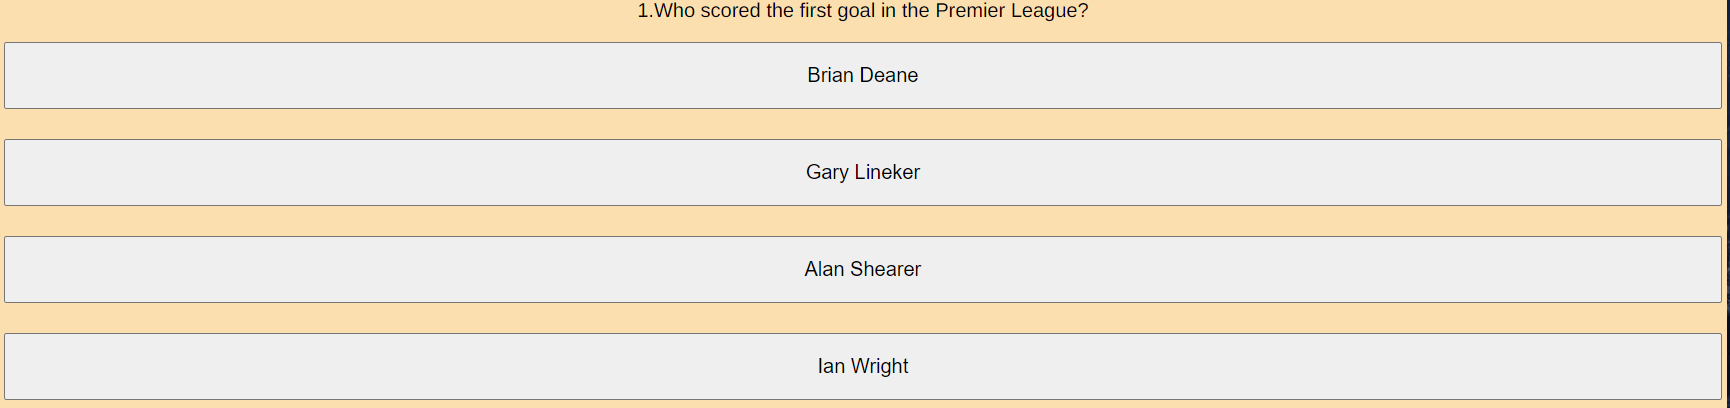 1.Who scored the first goal in the Premier League?
Brian Deane
Gary Lineker
Alan Shearer
Ian Wright